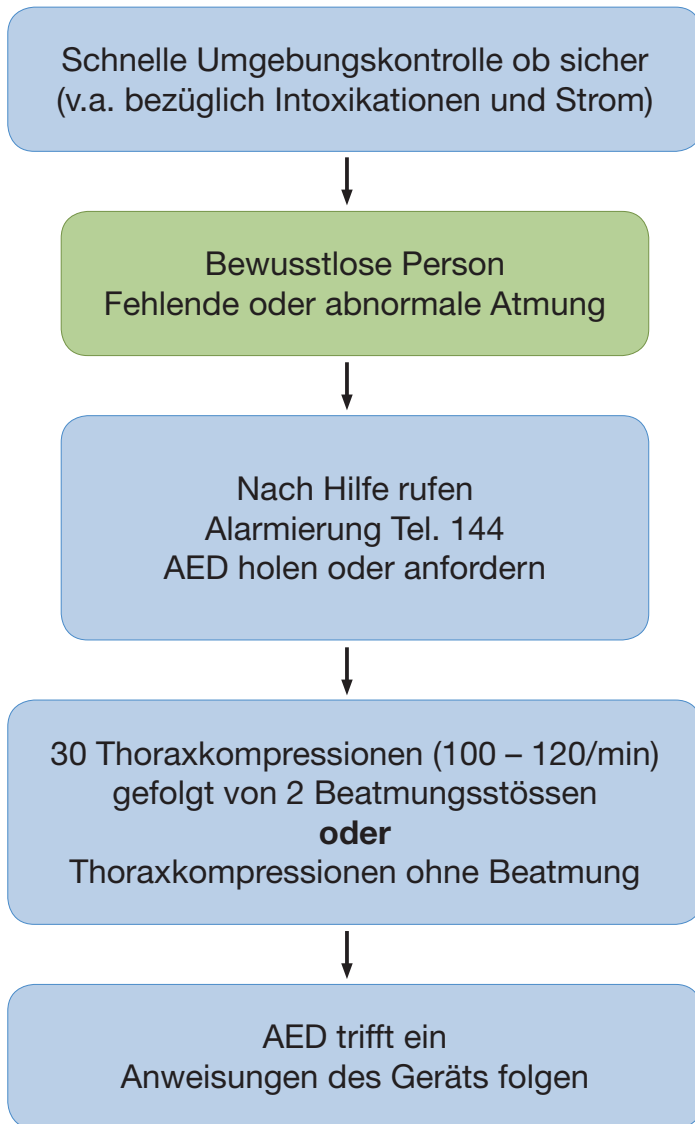 Schnelle Umgebungskontrolle ob sicher
(v.a. bezüglich Intoxikationen und Strom)
Bewusstlose Person
Fehlende oder abnormale Atmung
Nach Hilfe rufen
Alarmierung Tel. 144
AED holen oder anfordern
30 Thoraxkompressionen (100 – 120/min)
gefolgt von 2 Beatmungsstössen
oder
Thoraxkompressionen ohne Beatmung
AED trifft ein
Anweisungen des Geräts folgen